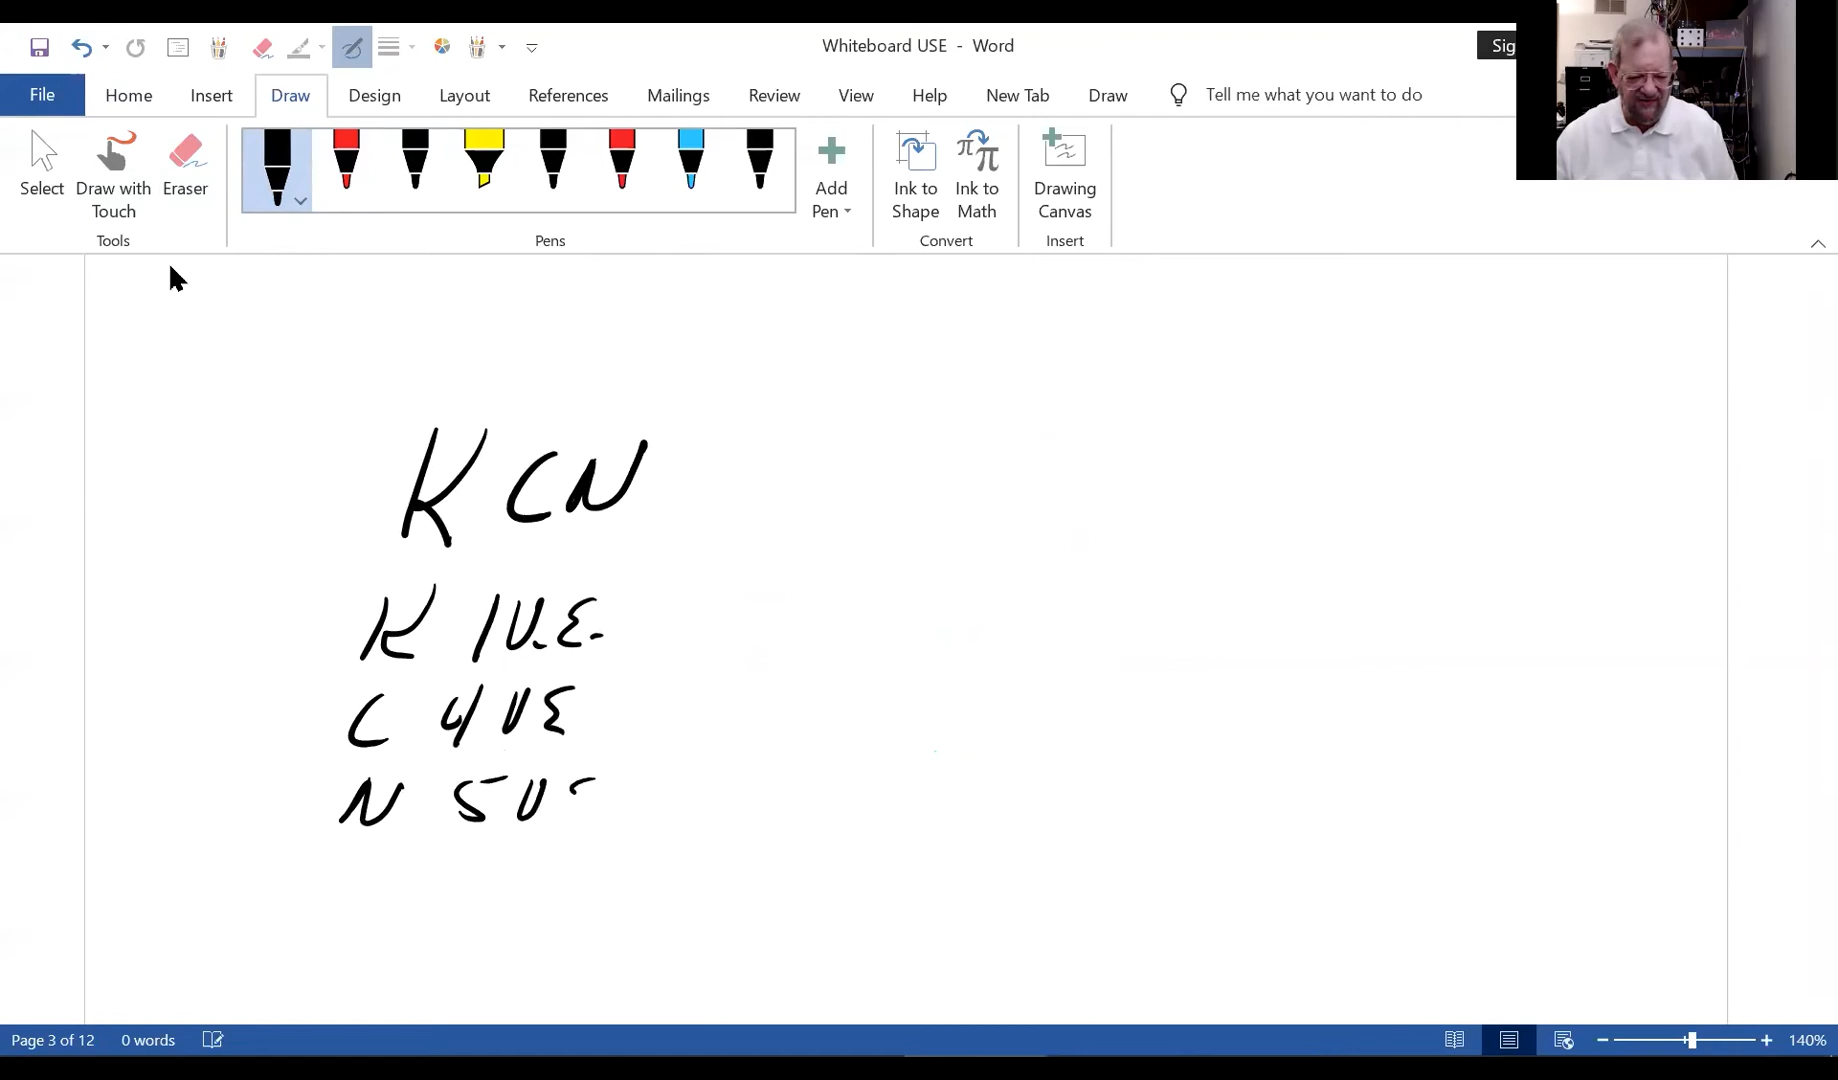 Whiteboard USE - Word
Sig
File
Home
Insert
Draw
Design
Layout
References
Mailings
Review
View
Help
New Tab
Draw
Tell me what you want to do
Select
Draw with
Touch
Eraser
Add
Pen
Ink to
Shape
Ink to
Math
Drawing
Canvas
Tools
Pens
Convert
Insert
KCN
K 1V.E.
C 4VE
N 5V
Page 3 of 12
0 words
140%